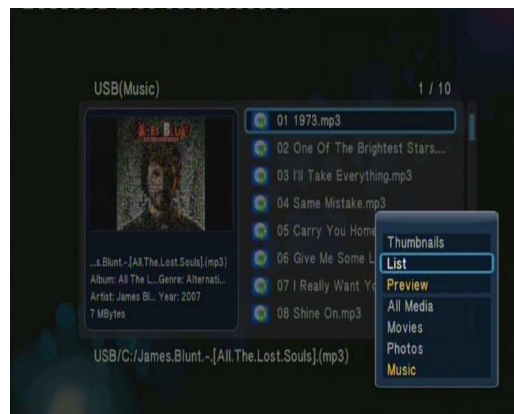 USB(Music)
1 / 10
JAMES BLUNT
01 1973.mp3
02 One Of The Brightest Stars....
03 I'll Take Everything.mp3
04 Same Mistake.mp3
05 Carry You Home
06 Give Me Some L
07 I Really Want Yo
08 Shine On.mp3
...s.Blunt-.[All.The.Lost.Souls].(mp3)
Album: All The L... Genre: Alternati...
Artist: James Bl... Year: 2007
7 MBytes
Thumbnails
List
Preview
All Media
Movies
Photos
Music
USB/C:/James.Blunt.-.[All.The.Lost.Souls].(mp3)